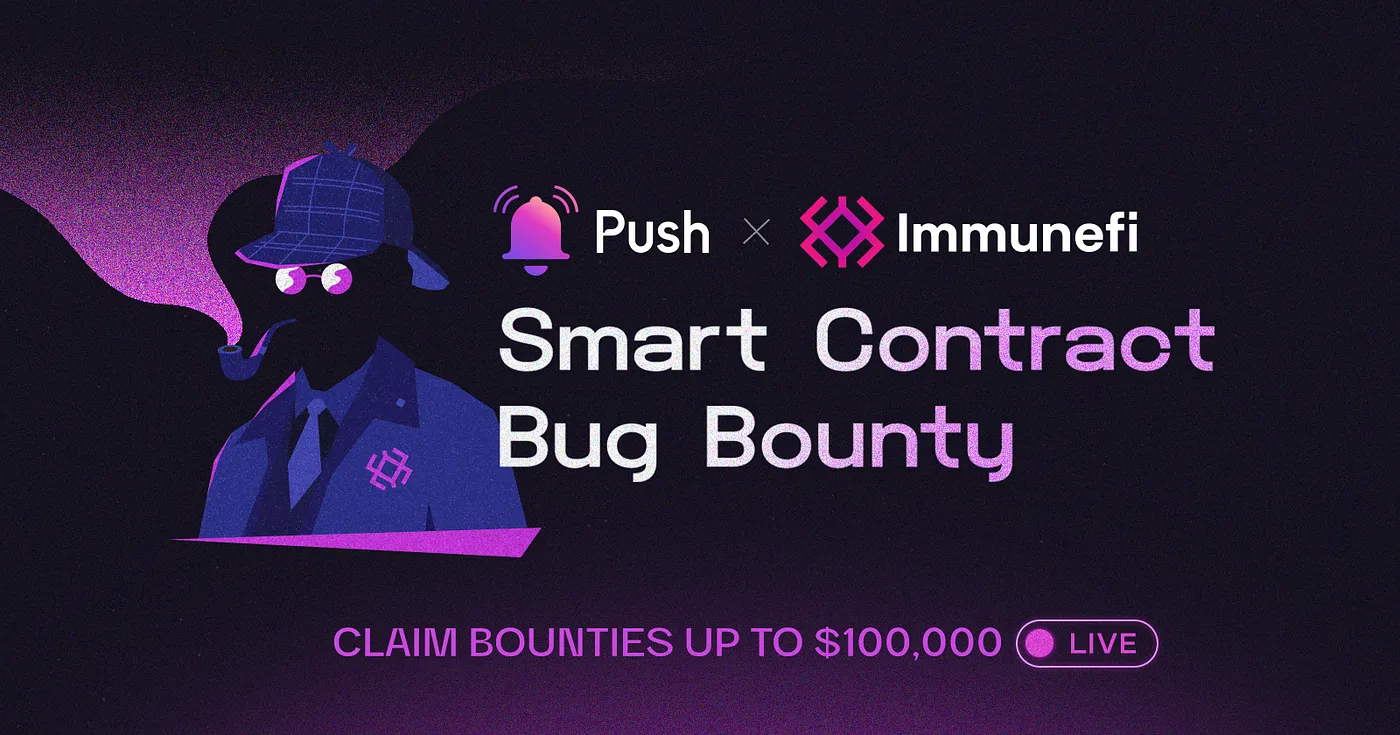 Push × Immunefi
Smart Contract
Bug Bounty
CLAIM BOUNTIES UP TO $100,000 LIVE